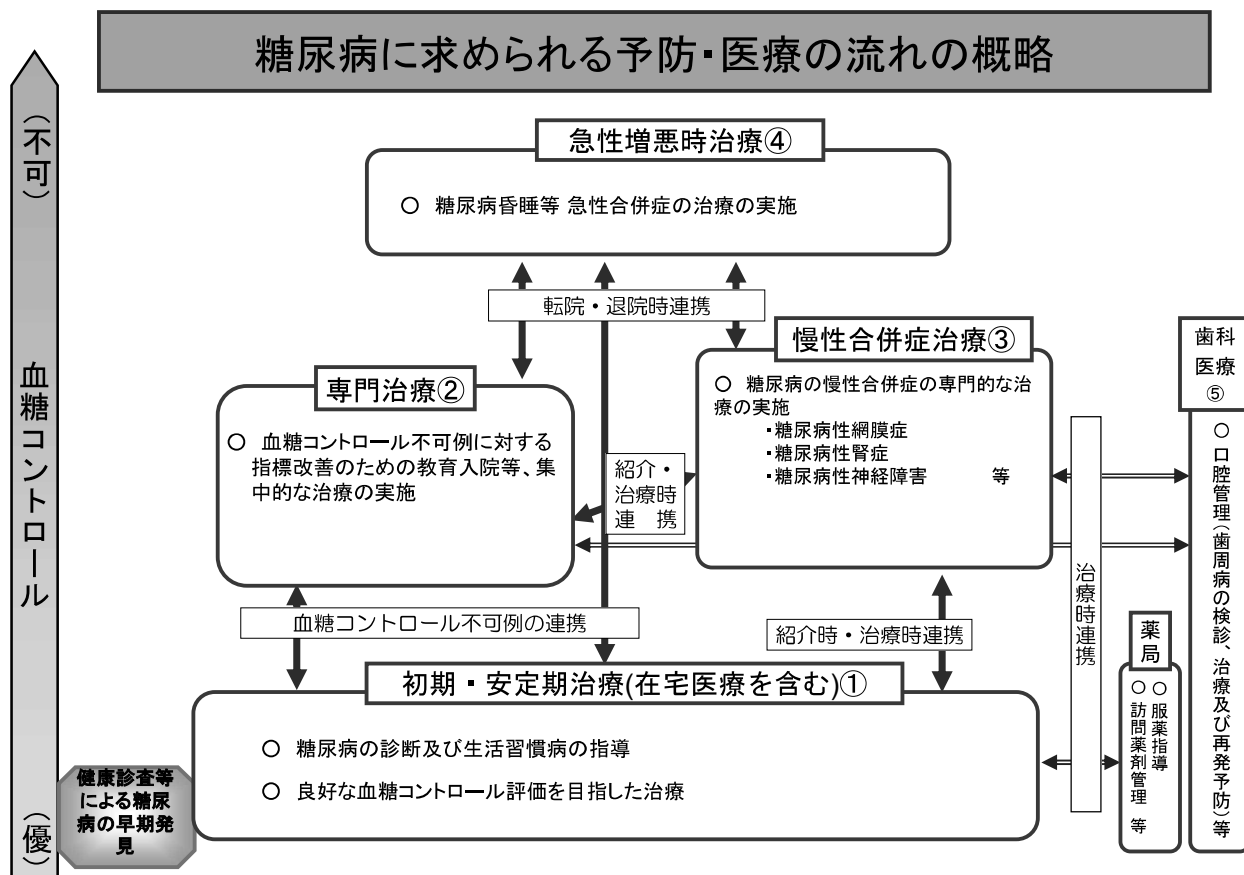 糖尿病に求められる予防・医療の流れの概略
(不可)
血糖コントロール
(優)
急性増悪時治療④
○ 糖尿病昏睡等 急性合併症の治療の実施
転院・退院時連携
専門治療②
○ 血糖コントロール不可例に対する
指標改善のための教育入院等、集
中的な治療の実施
慢性合併症治療③
○ 糖尿病の慢性合併症の専門的な治
療の実施
・糖尿病性網膜症
・糖尿病性腎症
・糖尿病性神経障害 等
紹介・
治療時
連 携
歯科
医療
⑤
○口腔管理(歯周病の検診、治療及び再発予防)等
血糖コントロール不可例の連携
紹介時・治療時連携
治療時連携
薬局
○ 服薬指導
○ 訪問薬剤管理 等
初期・安定期治療(在宅医療を含む)①
○ 糖尿病の診断及び生活習慣病の指導
○ 良好な血糖コントロール評価を目指した治療
健康診査等
による糖尿
病の早期発
見